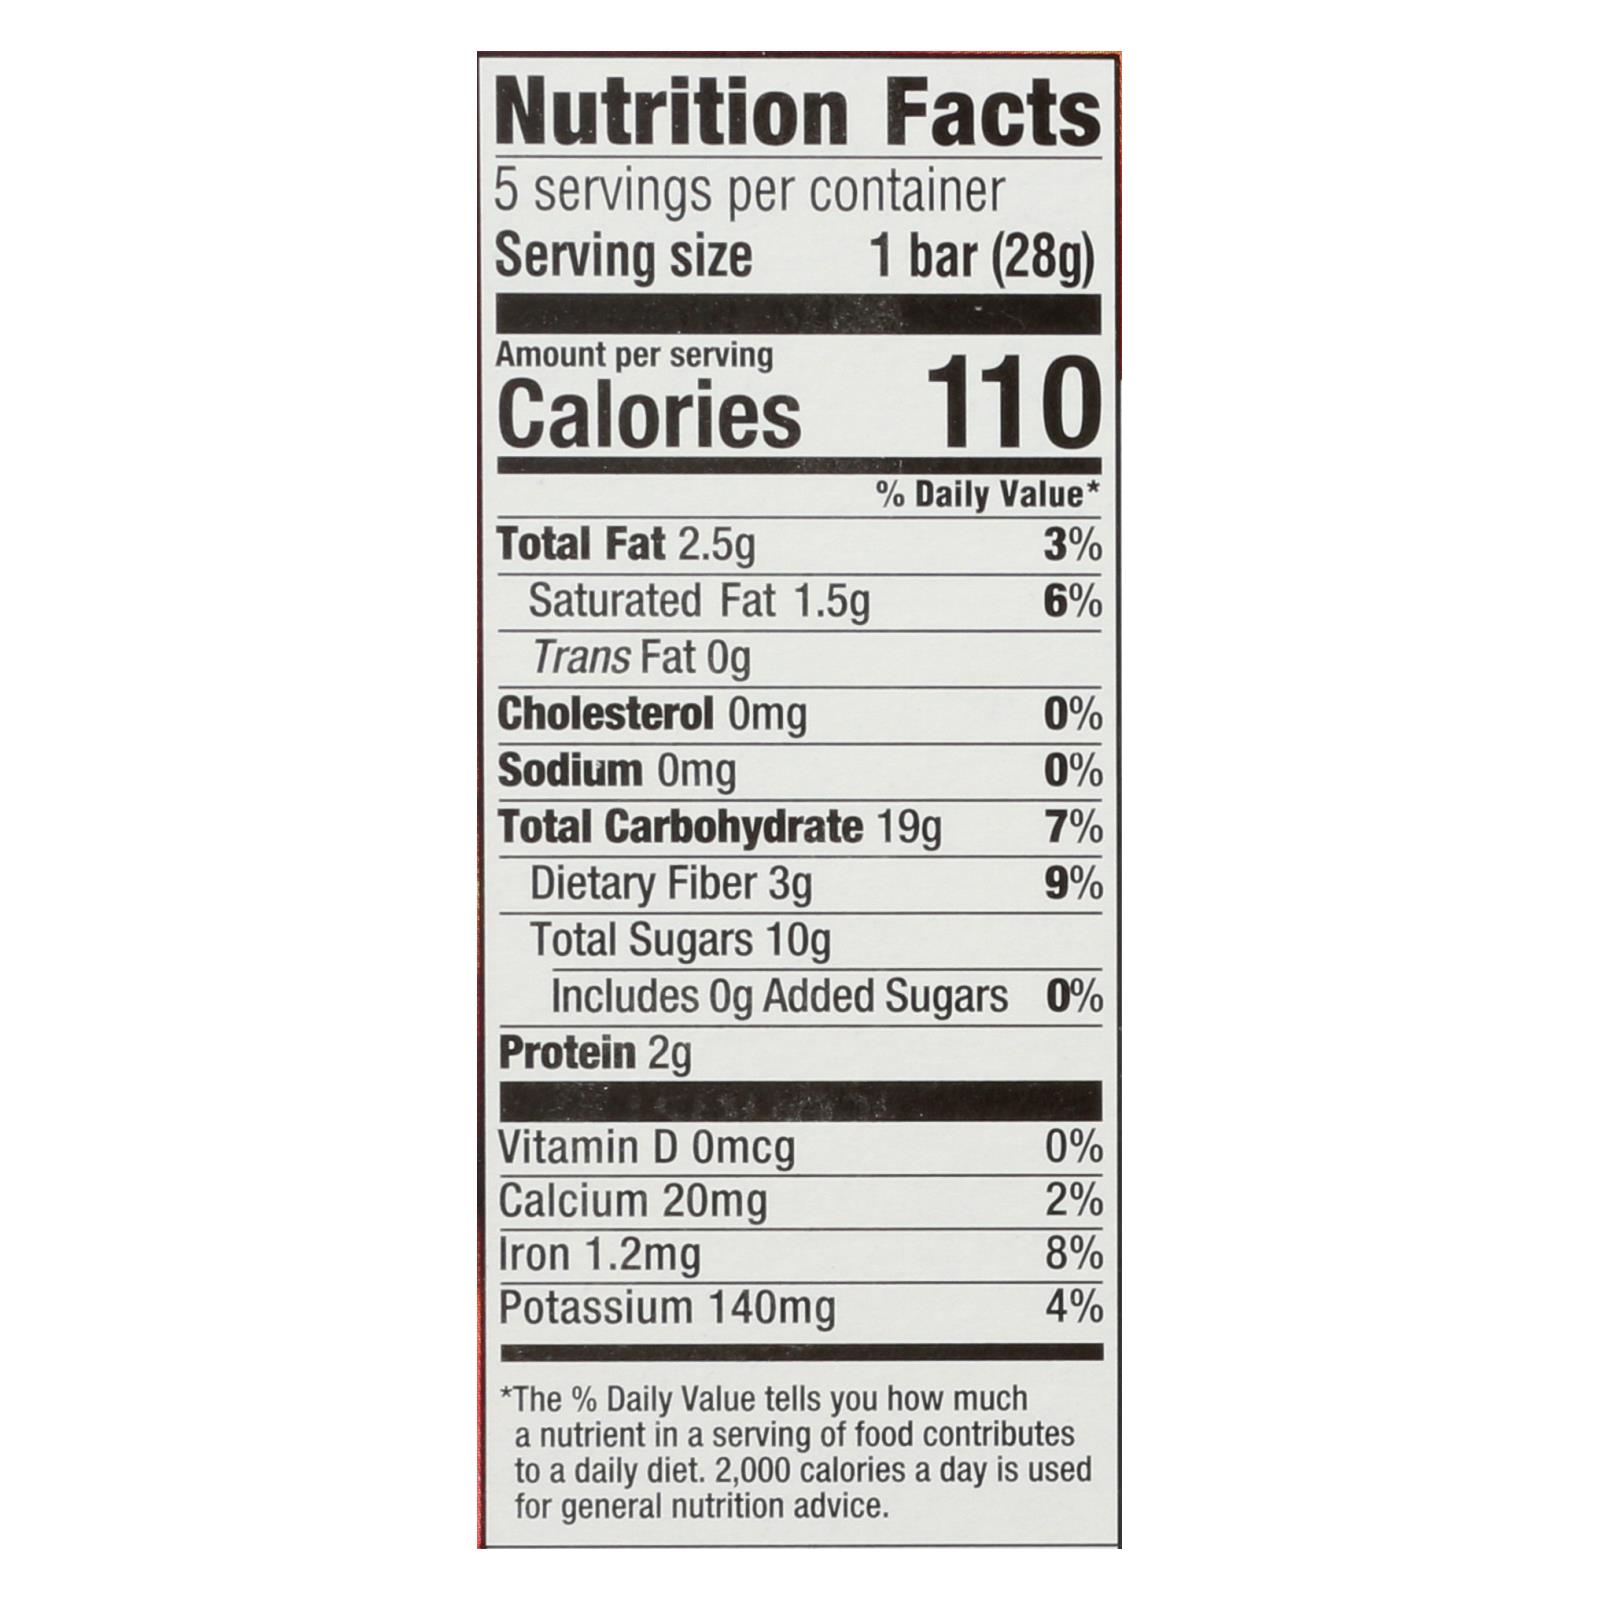 Nutrition Facts
5 servings per container
Serving size 1 bar (28g)
Amount per serving
Calories 110
% Daily Value*
Total Fat 2.5g 3%
Saturated Fat 1.5g 6%
Trans Fat 0g
Cholesterol 0mg 0%
Sodium 0mg 0%
Total Carbohydrate 19g 7%
Dietary Fiber 3g 9%
Total Sugars 10g
Includes 0g Added Sugars 0%
Protein 2g
Vitamin D 0mcg 0%
Calcium 20mg 2%
Iron 1.2mg 8%
Potassium 140mg 4%
*The % Daily Value tells you how much
a nutrient in a serving of food contributes
to a daily diet. 2,000 calories a day is used
for general nutrition advice.